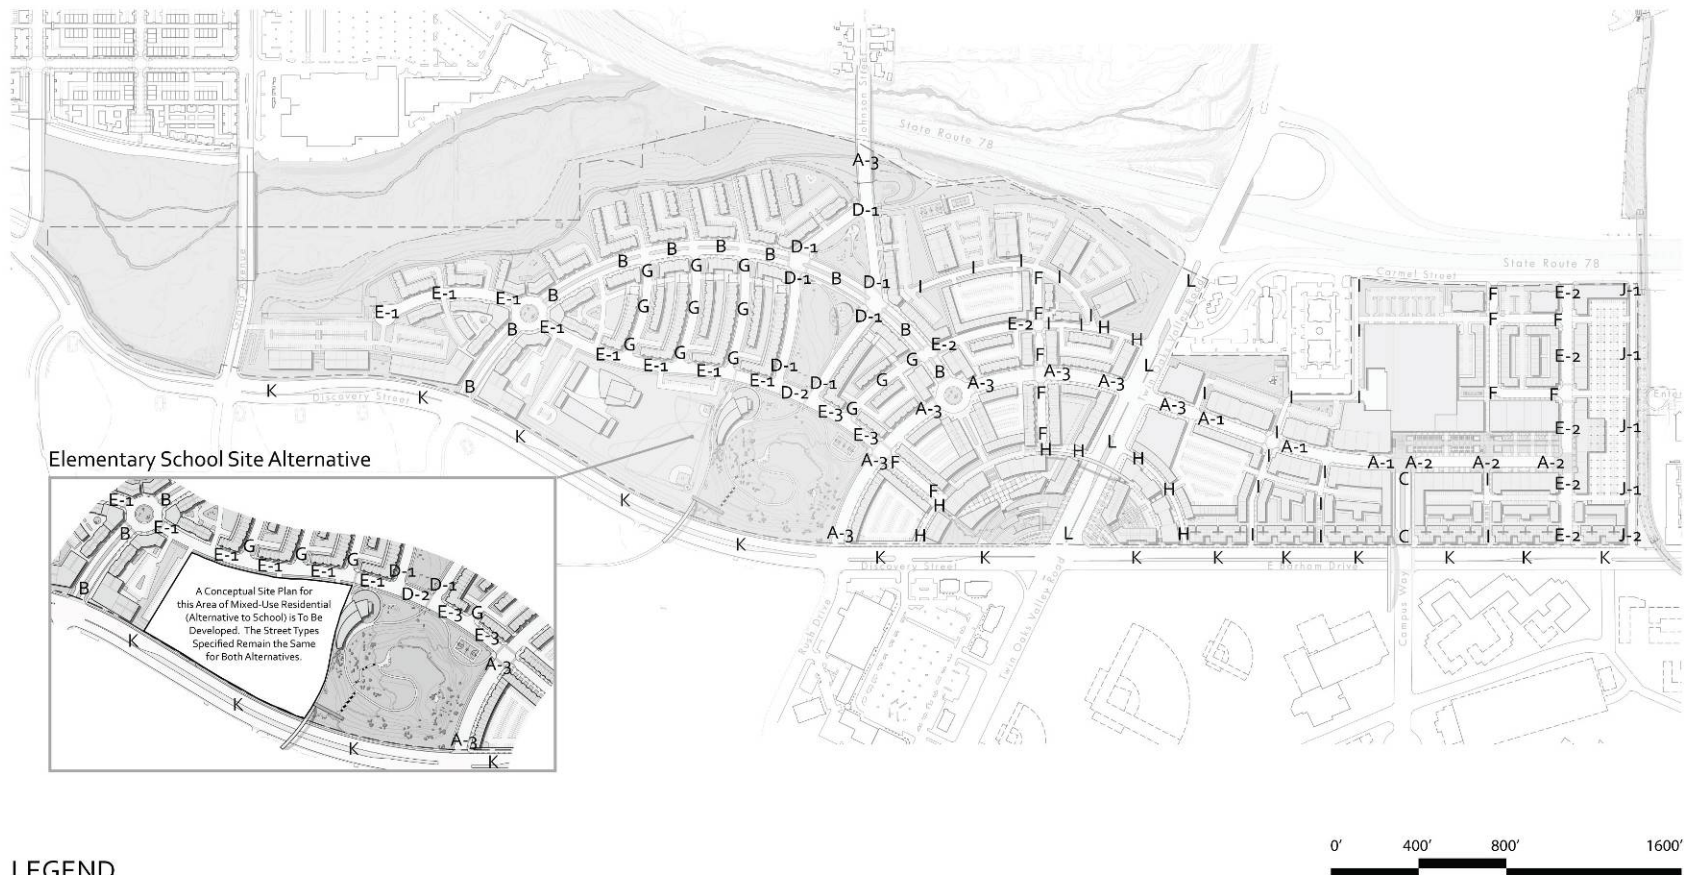 Johnson Street
State Route 78
A-3
D-1
B B B B D-1
G G G D-1 B D-1
I I I F I L
Carmel Street
State Route 78
E-1 E-1 E-1 B
I F E-2 J-1
G G G
D-1 B E-2 F I I H
F F
B E-1
G G G G E-2 B F H
E-1 E-1 E-1 E-1 D-1
E-2 J-1
G A-3 A-3 A-3 L
K K B
Discovery Street
D-2 D-1 E-3 G A-3 F
A-3 A-1 I I I F F
K E-3 F H H L H
I A-1 E-2 J-1
Elementary School Site Alternative
A-3 F A-1 A-2 A-2 A-2
K F H H I I C I E-2 J-1
K A-3 H L H I I C I E-2 J-2
K K K K K K K K K
Discovery Street
E Barham Drive
Rush Drive
Twin Oaks Valley Road
Campus Way
E-1 B
B E-1
E-1 G G G
E-1 E-1 E-1 D-1 D-1
B D-2 E-3 G
E-3
A Conceptual Site Plan for
this Area of Mixed-Use Residential
(Alternative to School) is To Be
Developed. The Street Types
Specified Remain the Same
for Both Alternatives.
K A-3
K
K A-3
K
0' 400' 800' 1600'
LEGEND